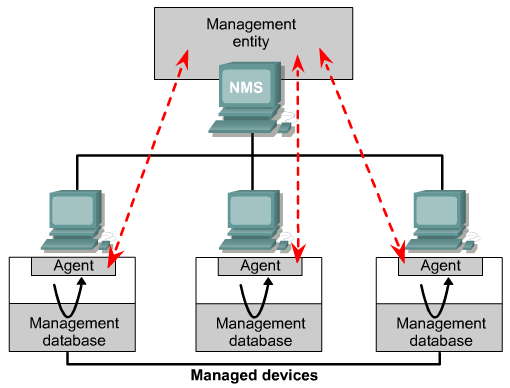 Management
entity
NMS
Agent
Agent
Agent
Management
database
Management
database
Management
database
Managed devices